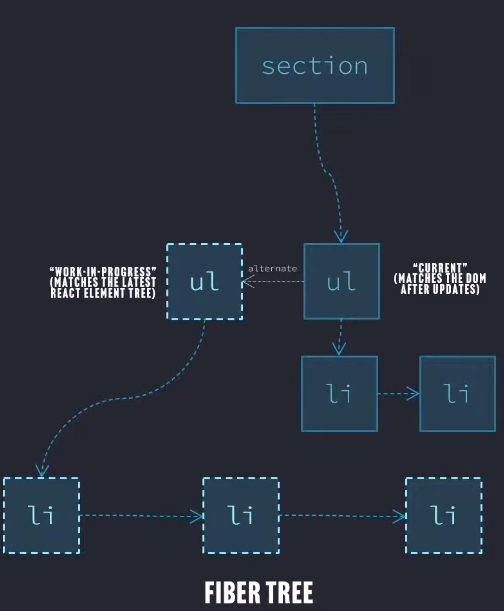 section
"WORK-IN-PROGRESS"
(MATCHES THE LATEST
REACT ELEMENT TREE)
ul
alternate
ul
"CURRENT"
(MATCHES THE DOM
AFTER UPDATES)
li
li
li
li
li
FIBER TREE